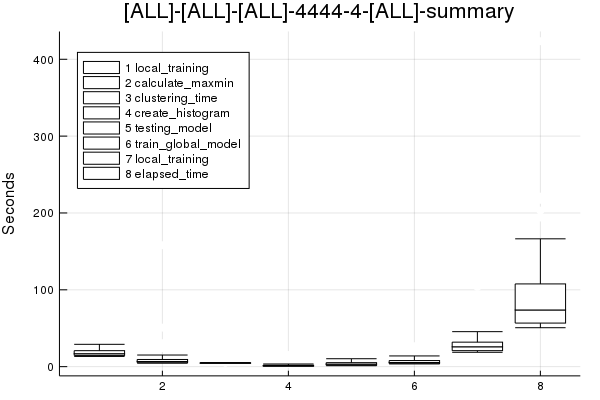 [ALL]-[ALL]-[ALL]-4444-4-[ALL]-summary
400
300
200
100
0
Seconds
1 local_training
2 calculate_maxmin
3 clustering_time
4 create_histogram
5 testing_model
6 train_global_model
7 local_training
8 elapsed_time
2 4 6 8